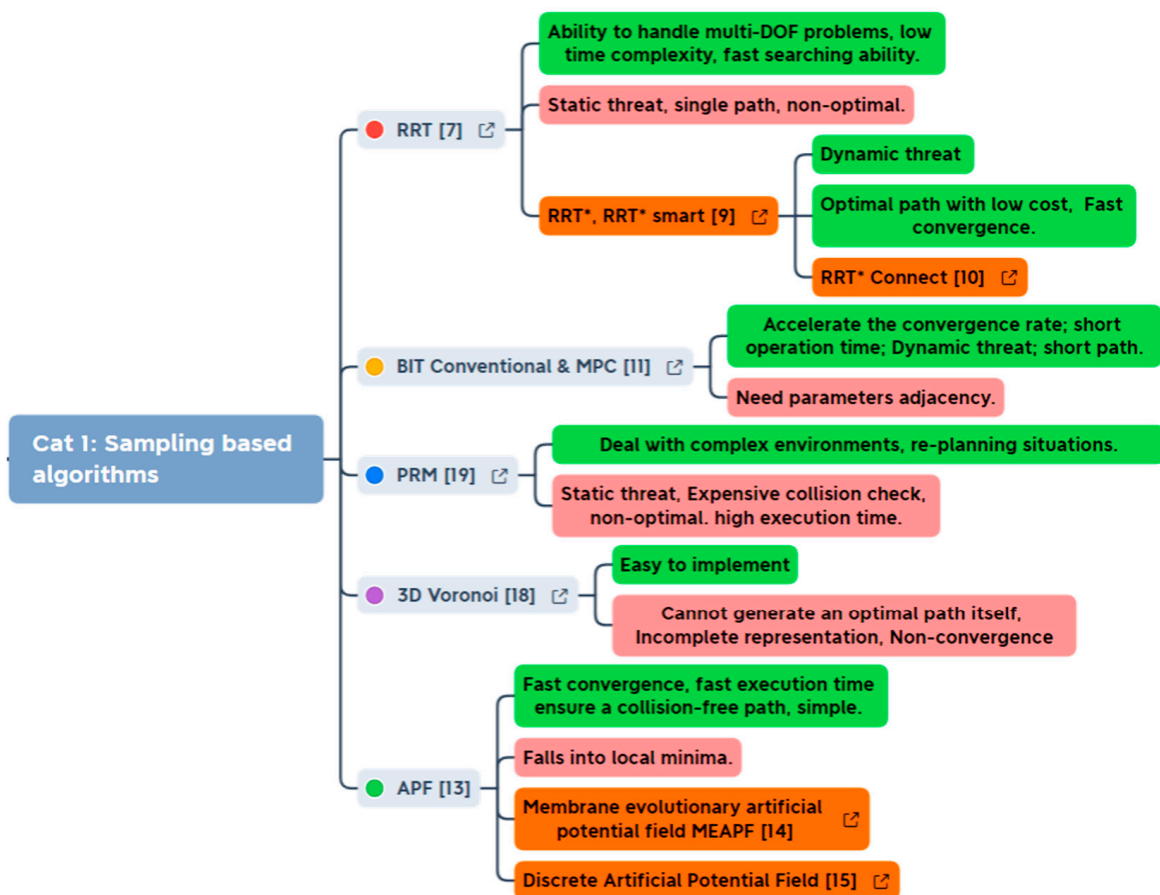 Cat 1: Sampling based
algorithms
RRT [7]
Ability to handle multi-DOF problems, low
time complexity, fast searching ability.
Static threat, single path, non-optimal.
RRT*, RRT* smart [9]
Dynamic threat
Optimal path with low cost, Fast
convergence.
RRT* Connect [10]
BIT Conventional & MPC [11]
Accelerate the convergence rate; short
operation time; Dynamic threat; short path.
Need parameters adjacency.
PRM [19]
Deal with complex environments, re-planning situations.
Static threat, Expensive collision check,
non-optimal. high execution time.
3D Voronoi [18]
Easy to implement
Cannot generate an optimal path itself,
Incomplete representation, Non-convergence
APF [13]
Fast convergence, fast execution time
ensure a collision-free path, simple.
Falls into local minima.
Membrane evolutionary artificial
potential field MEAPF [14]
Discrete Artificial Potential Field [15]